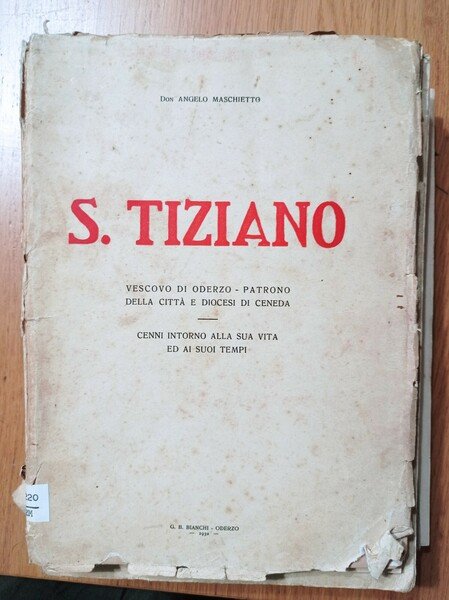 Don ANGELO MASCHIETTO
S. TIZIANO
VESCOVO DI ODERZO - PATRONO
DELLA CITTÀ E DIOCESI DI CENEDA
CENNI INTORNO ALLA SUA VITA
ED AI SUOI TEMPI
G. B. BIANCHI - ODERZO
— 1932 —
220